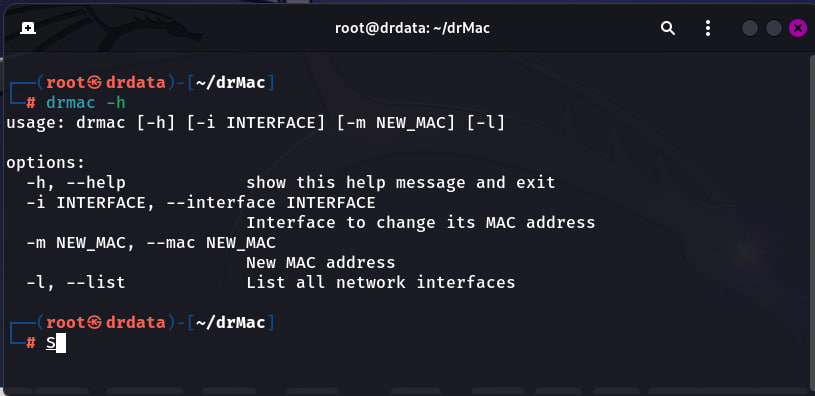 root@drdata: ~/drMac
┌──(root㉿drdata)-[~/drMac]
└─# drmac -h
usage: drmac [-h] [-i INTERFACE] [-m NEW_MAC] [-l]
options:
-h, --help show this help message and exit
-i INTERFACE, --interface INTERFACE
Interface to change its MAC address
-m NEW_MAC, --mac NEW_MAC
New MAC address
-l, --list List all network interfaces
┌──(root㉿drdata)-[~/drMac]
└─# S